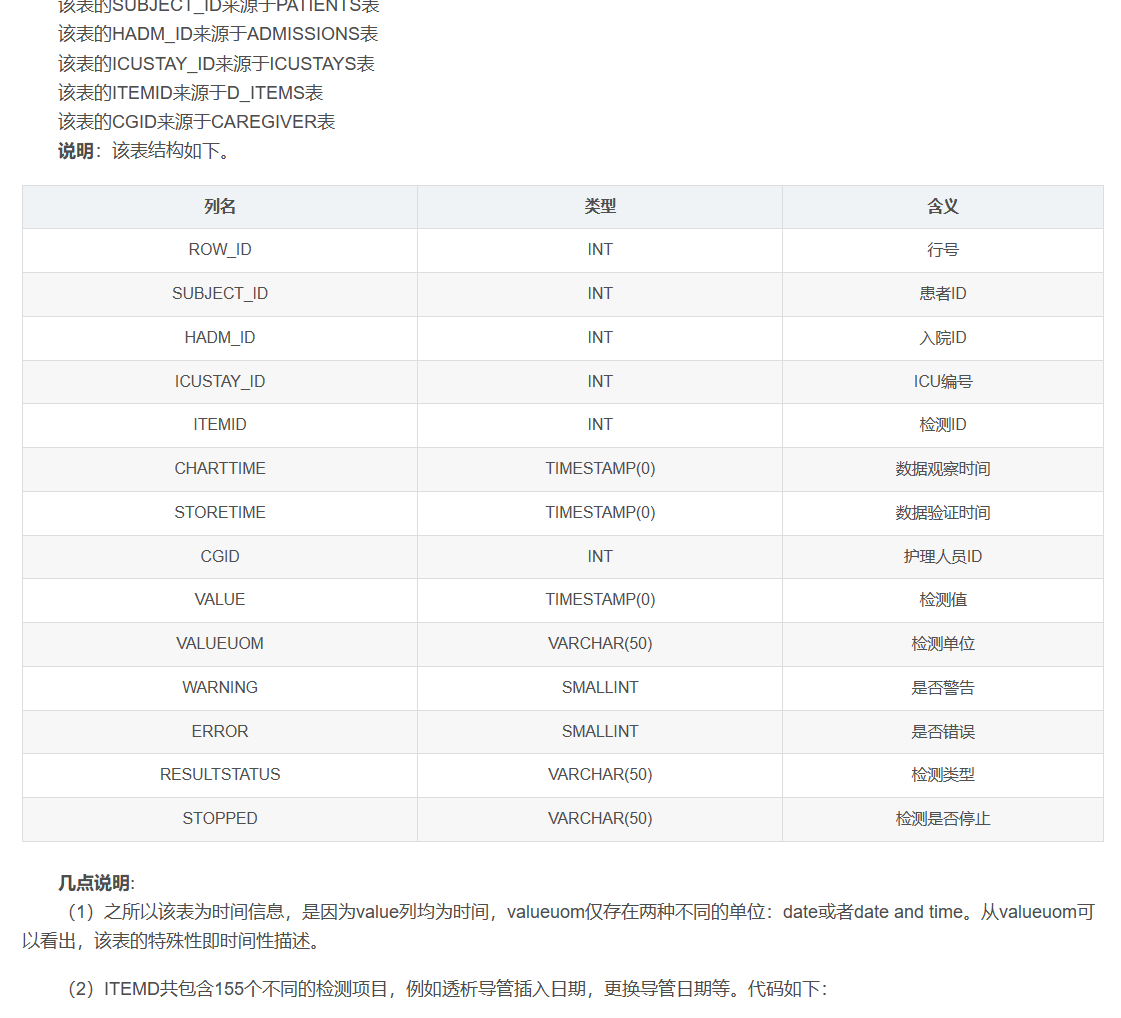 该表的SUBJECT_ID来源于PATIENTS表
该表的HADM_ID来源于ADMISSIONS表
该表的ICUSTAY_ID来源于ICUSTAYS表
该表的ITEMID来源于D_ITEMS表
该表的CGID来源于CAREGIVER表
说明：该表结构如下。
列名 类型 含义
ROW_ID INT 行号
SUBJECT_ID INT 患者ID
HADM_ID INT 入院ID
ICUSTAY_ID INT ICU编号
ITEMID INT 检测ID
CHARTTIME TIMESTAMP(0) 数据观察时间
STORETIME TIMESTAMP(0) 数据验证时间
CGID INT 护理人员ID
VALUE TIMESTAMP(0) 检测值
VALUEUOM VARCHAR(50) 检测单位
WARNING SMALLINT 是否警告
ERROR SMALLINT 是否错误
RESULTSTATUS VARCHAR(50) 检测类型
STOPPED VARCHAR(50) 检测是否停止
几点说明:
（1）之所以该表为时间信息，是因为value列均为时间，valueuom仅存在两种不同的单位：date或者date and time。从valueuom可
以看出，该表的特殊性即时间性描述。
（2）ITEMD共包含155个不同的检测项目，例如透析导管插入日期，更换导管日期等。代码如下：